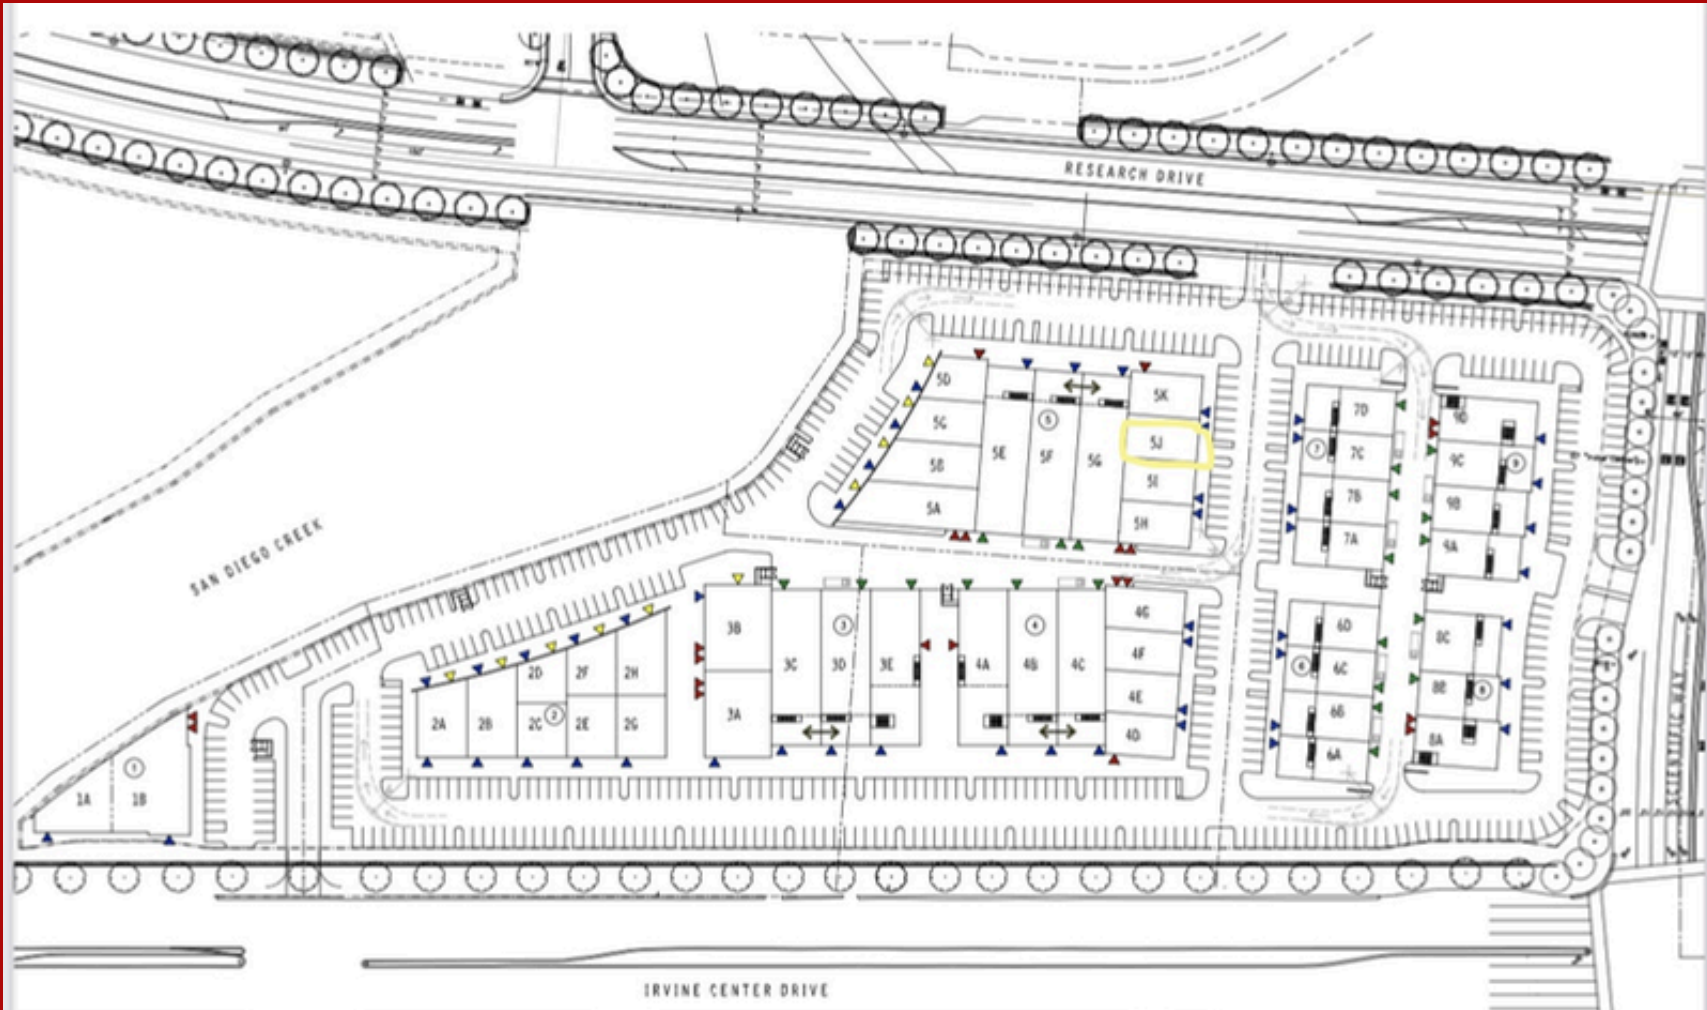 RESEARCH DRIVE
SAN DIEGO CREEK
5D
5G
5B
5A
5E
5F
5
5G
5K
5J
5I
5H
7D
7C
7B
7A
7
9D
9C
9B
9A
9
6D
6C
6B
6A
6
8C
8B
8A
8
3B
3A
3C
3D
3E
3
4A
4B
4C
4
4G
4F
4E
4D
2A
2B
2D
2C
2F
2E
2H
2G
2
1
1A
1B
SCIENTIFIC WAY
IRVINE CENTER DRIVE